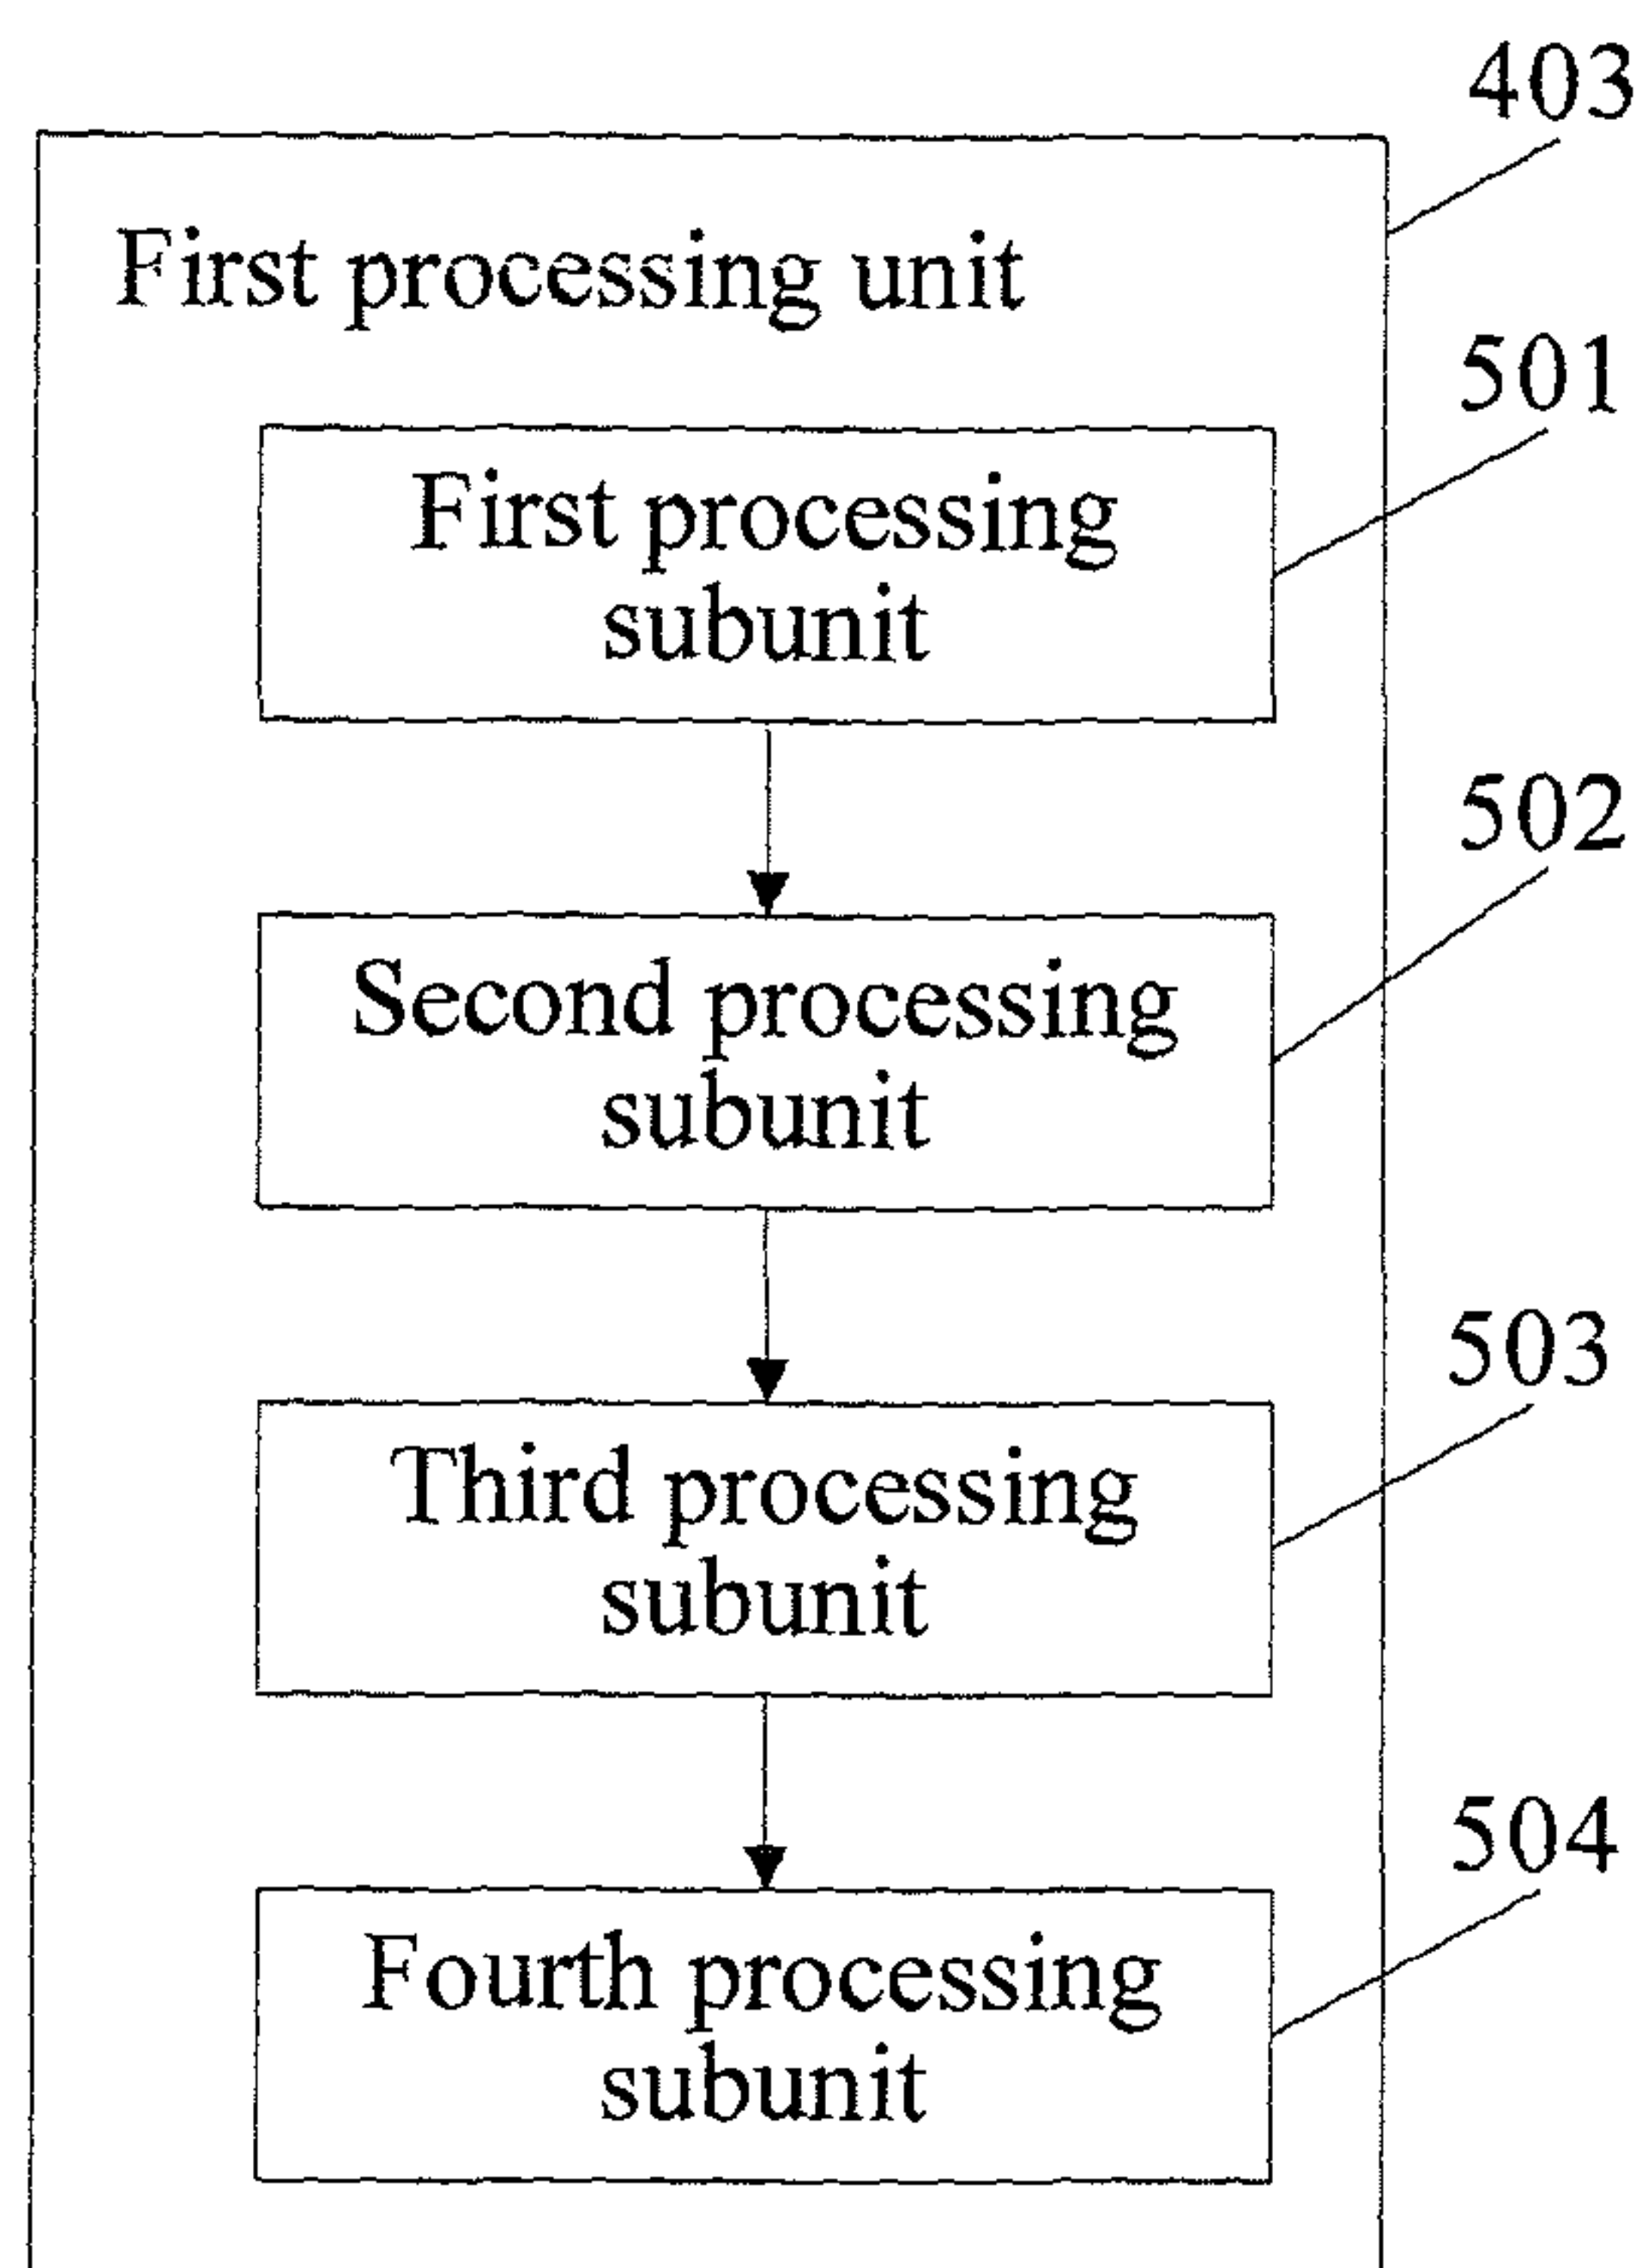 403
First processing unit
501
First processing
subunit
502
Second processing
subunit
503
Third processing
subunit
504
Fourth processing
subunit